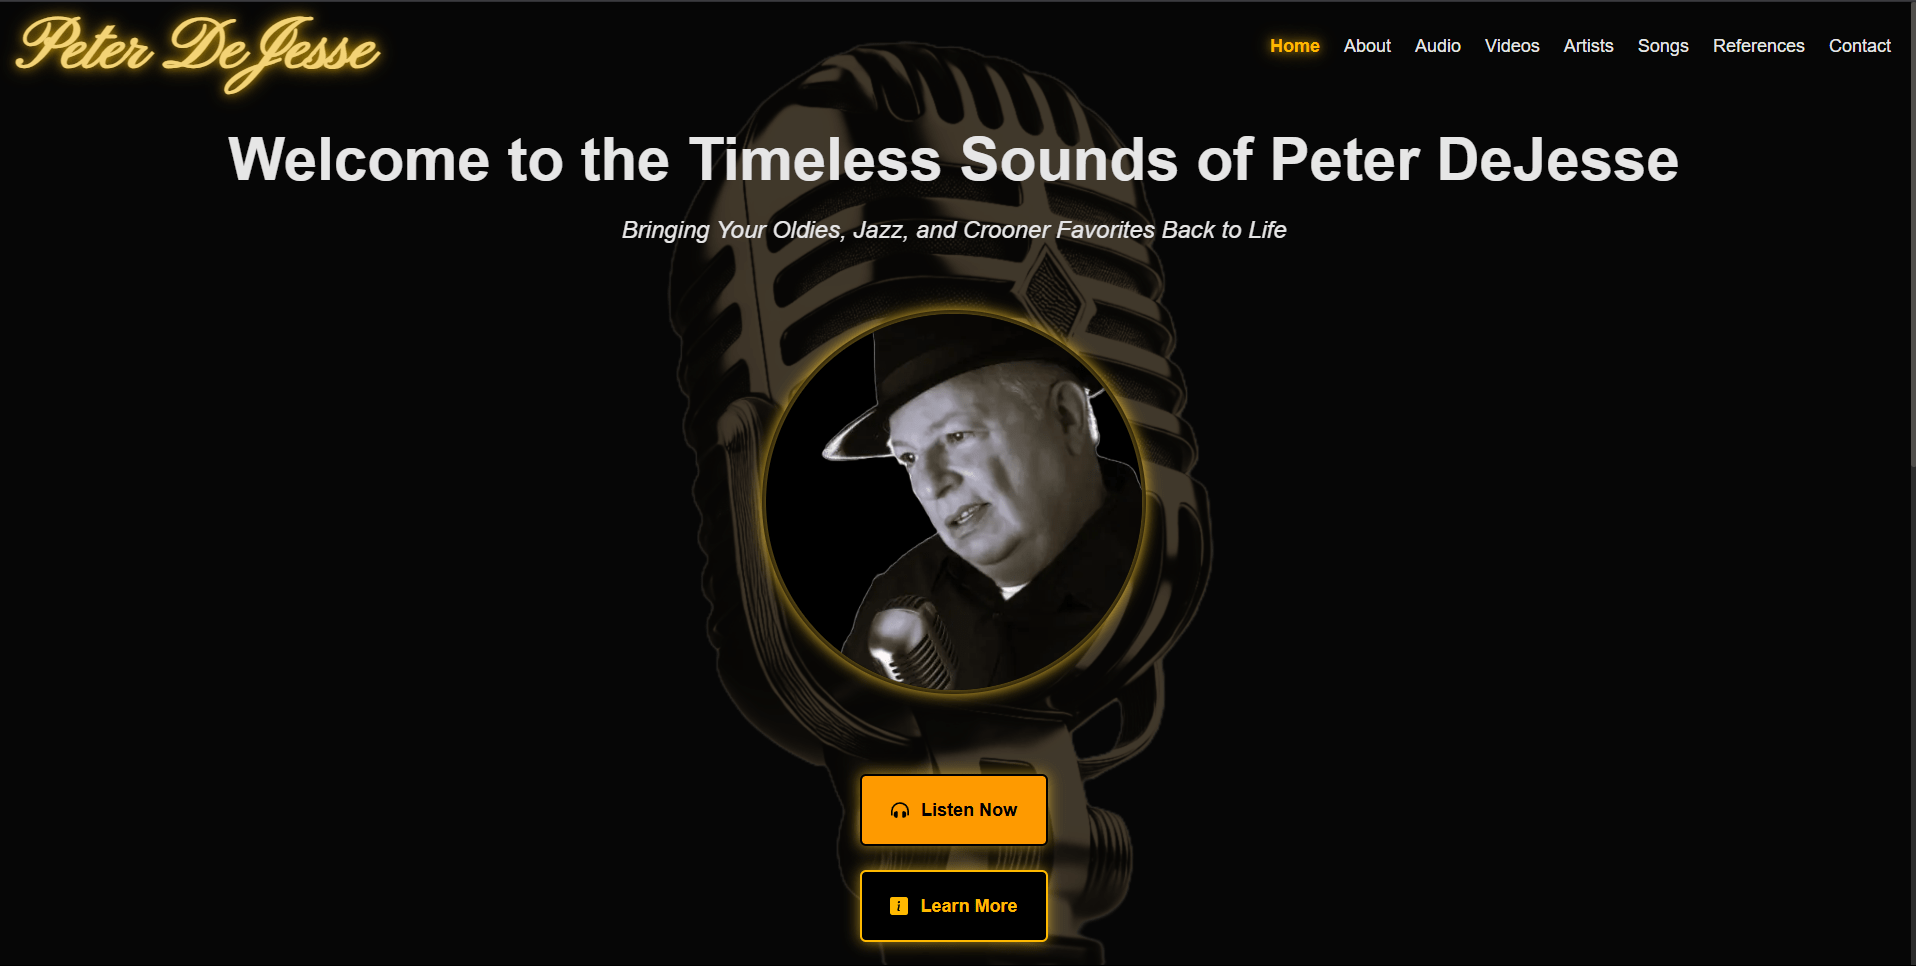 Peter DeJesse
Home About Audio Videos Artists Songs References Contact
Welcome to the Timeless Sounds of Peter DeJesse
Bringing Your Oldies, Jazz, and Crooner Favorites Back to Life
Listen Now
i Learn More